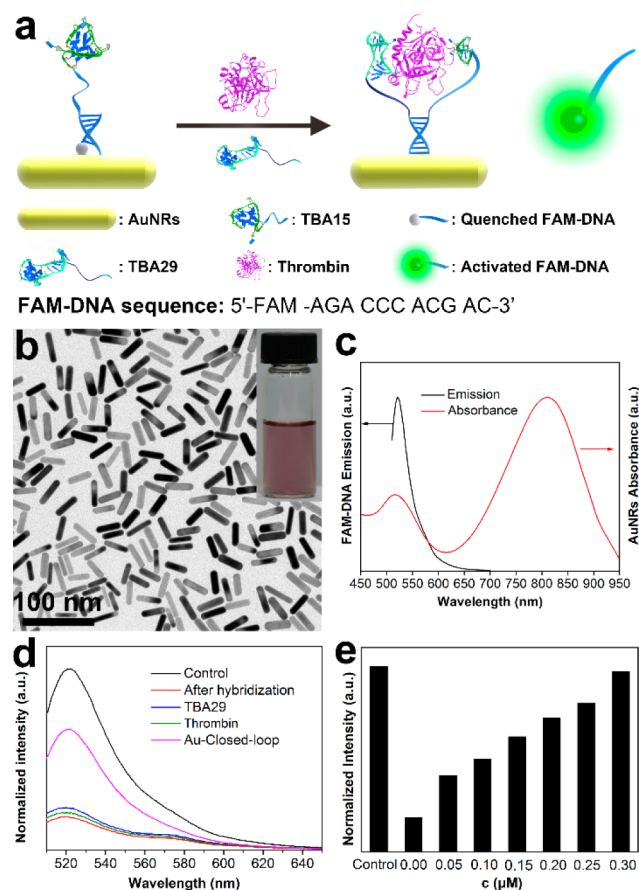 a
: AuNRs
: TBA15
: Quenched FAM-DNA
: TBA29
: Thrombin
: Activated FAM-DNA
FAM-DNA sequence: 5'-FAM -AGA CCC ACG AC-3'
b
100 nm
c
Emission
Absorbance
FAM-DNA Emission (a.u.)
AuNRs Absorbance (a.u.)
450 500 550 600 650 700 750 800 850 900 950
Wavelength (nm)
d
Control
After hybridization
TBA29
Thrombin
Au-Closed-loop
Normalized intensity (a.u.)
520 540 560 580 600 620 640
Wavelength (nm)
e
Normalized Intensity (a.u.)
Control 0.00 0.05 0.10 0.15 0.20 0.25 0.30
c (μM)